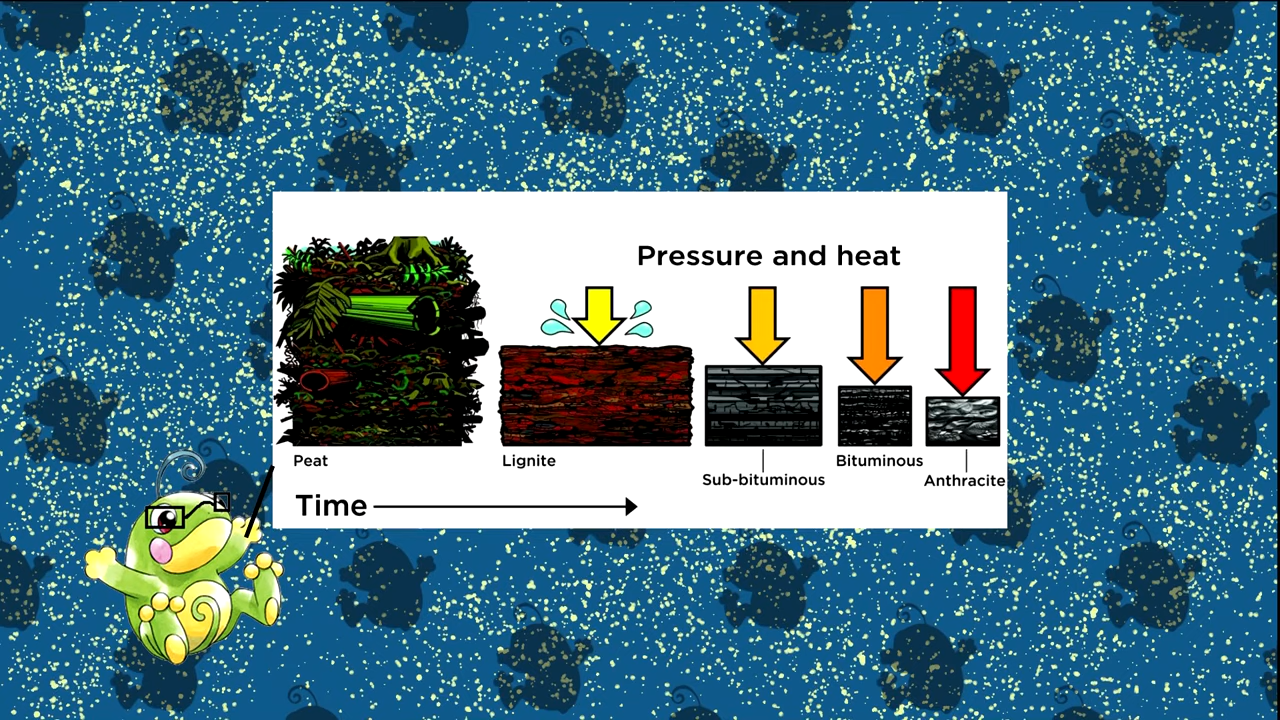 Pressure and heat
Peat
Lignite
Sub-bituminous
Bituminous
Anthracite
Time